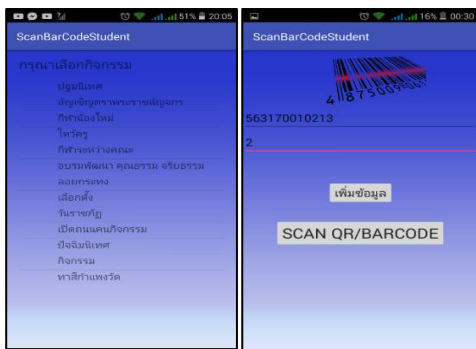 51% 20:05
ScanBarCodeStudent
กรุณาเลือกกิจกรรม
ปฐมนิเทศ
อัญเชิญตราพระราชลัญจกร
กีฬาน้องใหม่
ไหว้ครู
กีฬาระหว่างคณะ
อบรมพัฒนา คุณธรรม จริยธรรม
ลอยกระทง
เลือกตั้ง
วันราชภัฏ
เปิดถนนคนกิจกรรม
ปัจฉิมนิเทศ
กิจกรรม
ทาสีกำแพงวัด
16% 00:30
ScanBarCodeStudent
563170010213
2
เพิ่มข้อมูล
SCAN QR/BARCODE